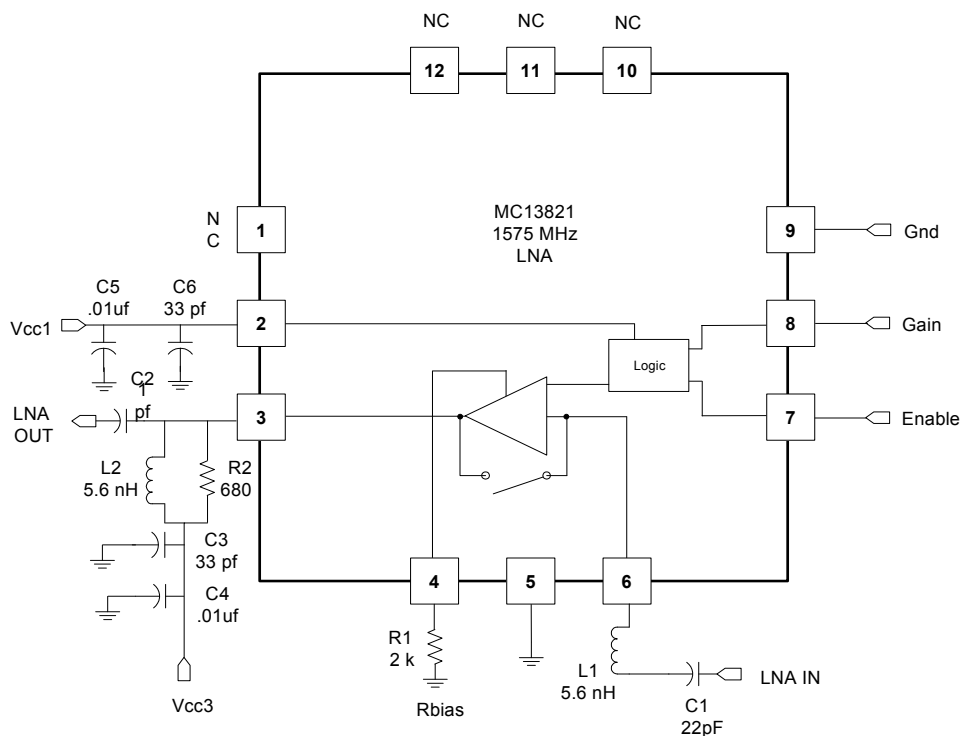 NC
NC
NC
12
11
10
N
C
1
MC13821
1575 MHz
LNA
9
Gnd
C5
.01uf
C6
33 pf
Vcc1
2
8
Gain
Logic
C2
1
pf
LNA
OUT
3
7
Enable
L2
5.6 nH
R2
680
C3
33 pf
4
5
6
C4
.01uf
R1
2 k
L1
5.6 nH
LNA IN
Vcc3
Rbias
C1
22pF